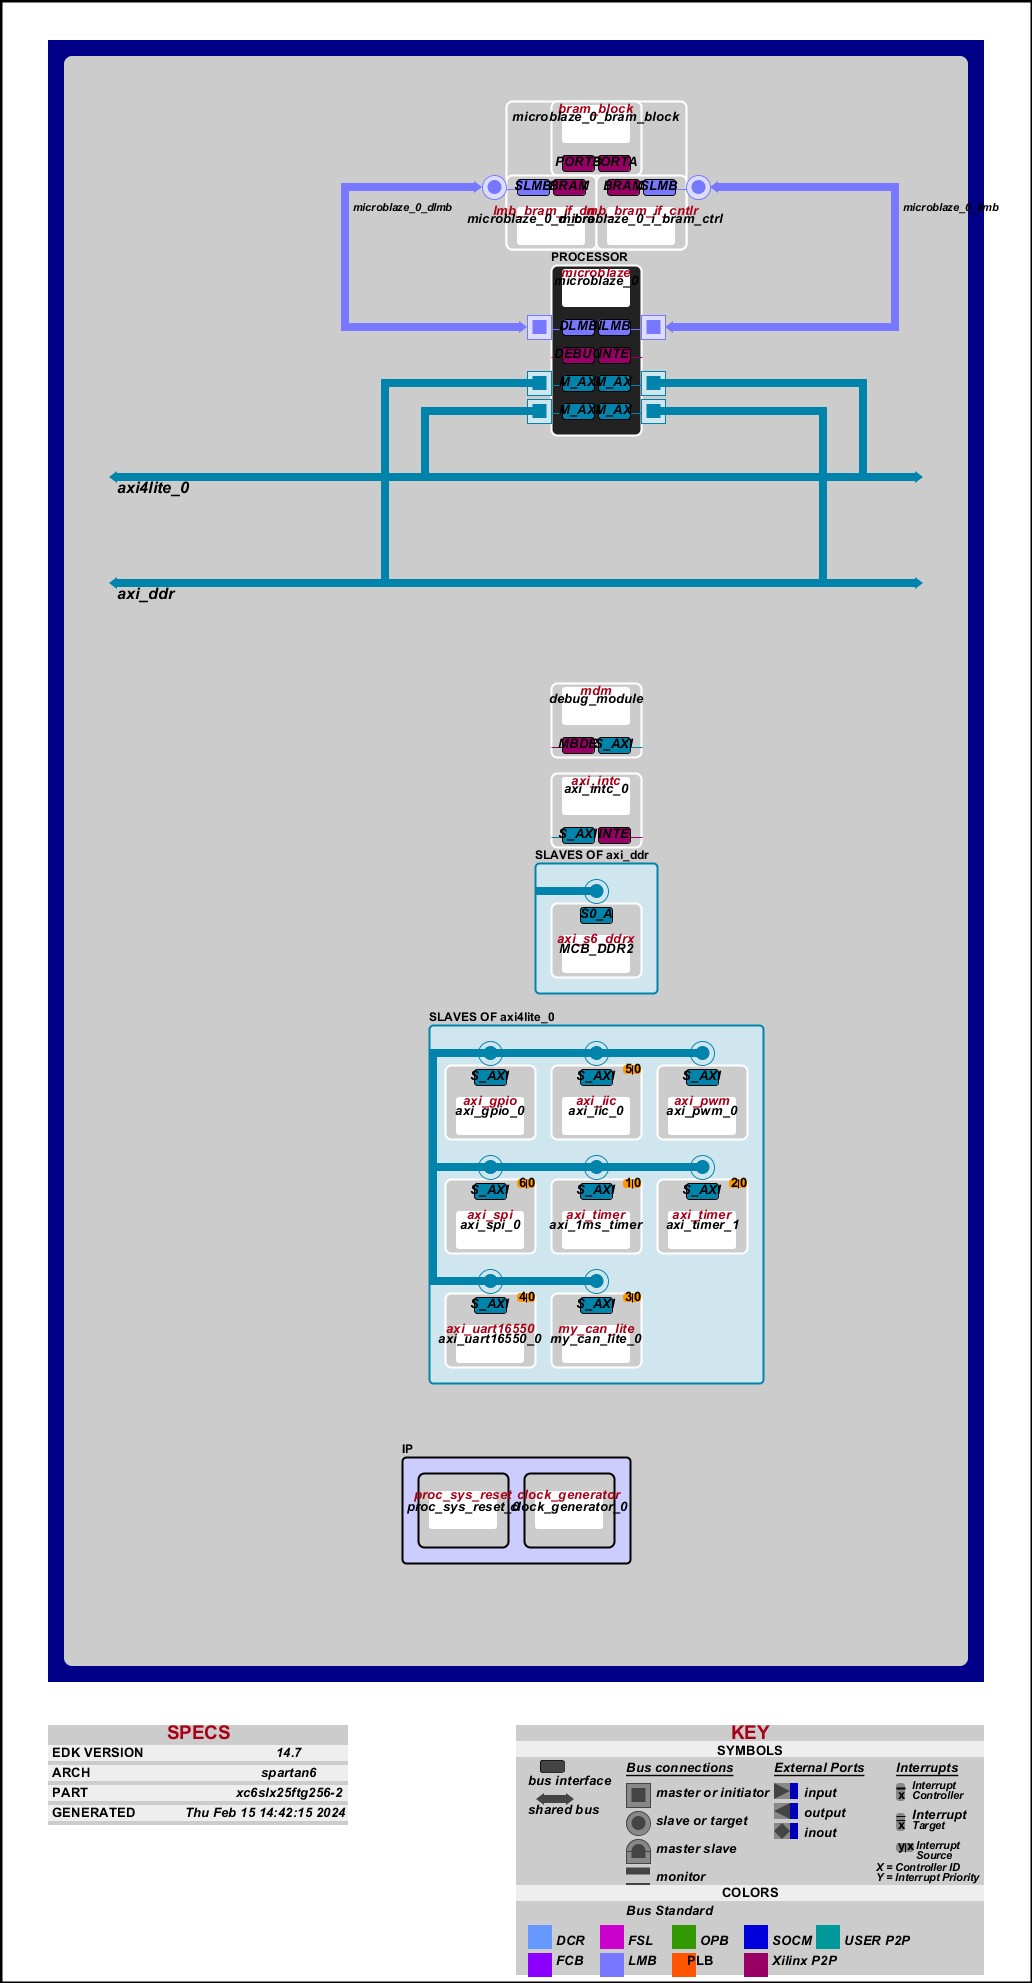 bram_block
microblaze_0_bram_block
PORTB PORTA
SLMB BRAM BRAM SLMB
microblaze_0_dlmb
lmb_bram_if_cntlr
microblaze_0_i_bram_ctrl
PROCESSOR
microblaze
microblaze_0
DLMB ILMB
DEBUG INTE
M_AXI M_AX
M_AXI M_AX
axi4lite_0
axi_ddr
mdm
debug_module
MBDE S_AXI
axi_intc
axi_intc_0
S_AXI INTE
SLAVES OF axi_ddr
S0_A
axi_s6_ddrx
MCB_DDR2
SLAVES OF axi4lite_0
S_AXI S_AXI 5|0 S_AXI
axi_gpio axi_iic axi_pwm
axi_gpio_0 axi_iic_0 axi_pwm_0
S_AXI 6|0 S_AXI 1|0 S_AXI 2|0
axi_spi axi_timer axi_timer
axi_spi_0 axi_1ms_timer axi_timer_1
S_AXI 4|0 S_AXI 3|0
axi_uart16550 my_can_lite
axi_uart16550_0 my_can_lite_0
IP
proc_sys_reset clock_generator
proc_sys_reset_0 clock_generator_0
SPECS
EDK VERSION 14.7
ARCH spartan6
PART xc6slx25ftg256-2
GENERATED Thu Feb 15 14:42:15 2024
KEY
SYMBOLS
bus interface
shared bus
Bus connections
master or initiator
slave or target
master slave
monitor
External Ports
input
output
inout
Interrupts
Interrupt
x Controller
Interrupt
x Target
y|x Interrupt
Source
X = Controller ID
Y = Interrupt Priority
COLORS
Bus Standard
DCR FSL OPB SOCM USER P2P
FCB LMB PLB Xilinx P2P